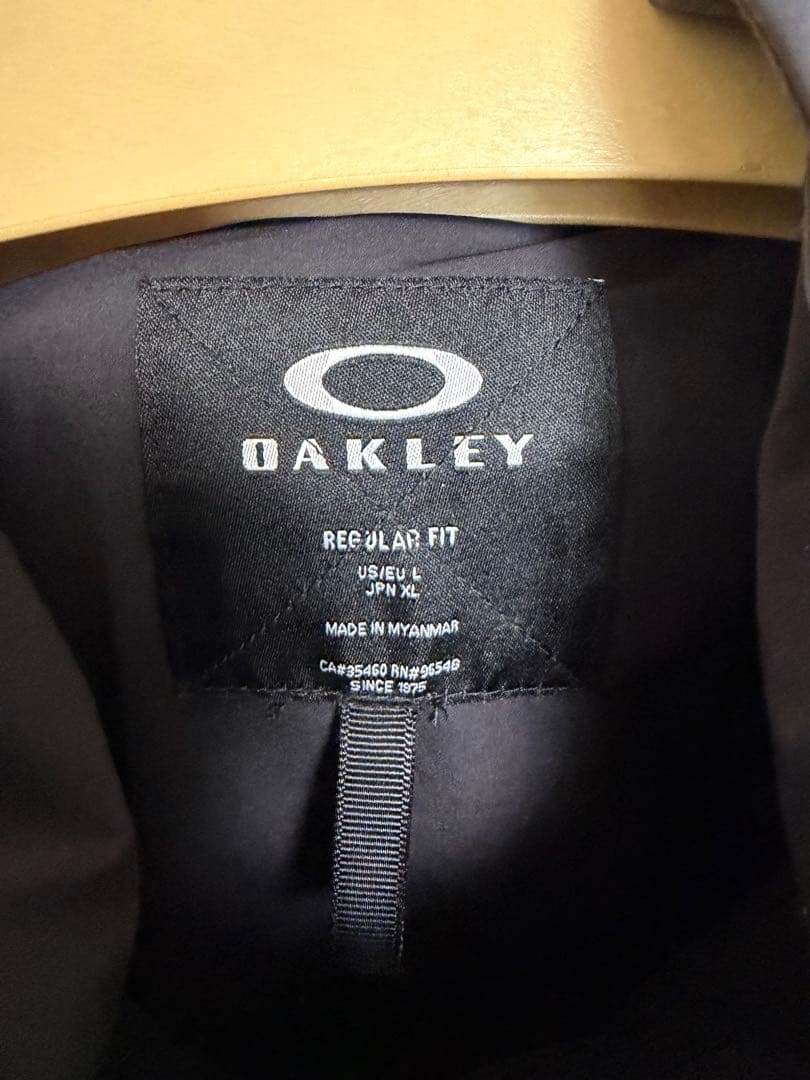 OAKLEY
REGULAR FIT
US/EU L
JPN XL
MADE IN MYANMAR
CA#35460 RN#96548
SINCE 1975